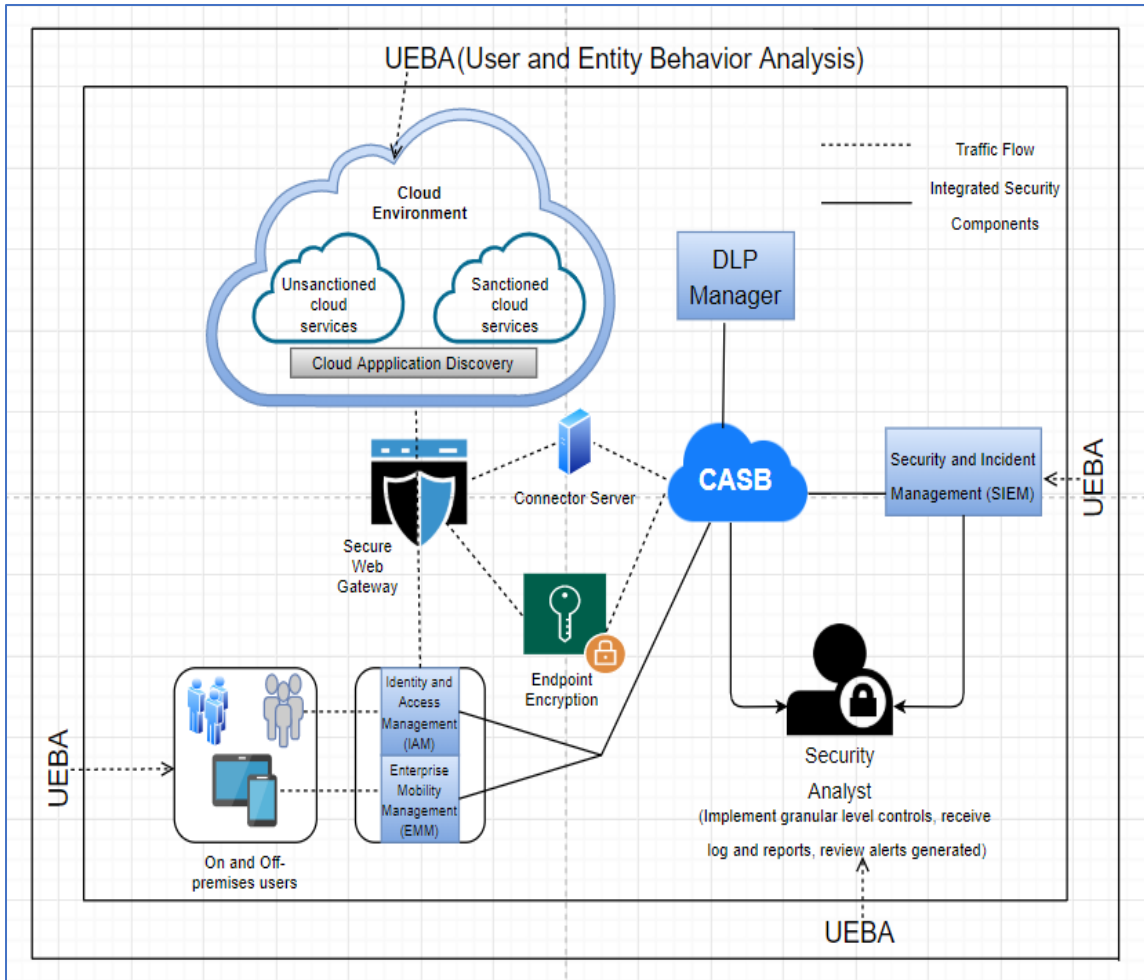 UEBA(User and Entity Behavior Analysis)
Traffic Flow
Integrated Security
Components
Cloud
Environment
Unsanctioned
cloud
services
Sanctioned
cloud
services
Cloud Appplication Discovery
DLP
Manager
Connector Server
CASB
Security and Incident
Management (SIEM)
UEBA
Secure
Web
Gateway
Endpoint
Encryption
Identity and
Access
Management
(IAM)
Enterprise
Mobility
Management
(EMM)
UEBA
On and Off-
premises users
Security
Analyst
(Implement granular level controls, receive
log and reports, review alerts generated)
UEBA